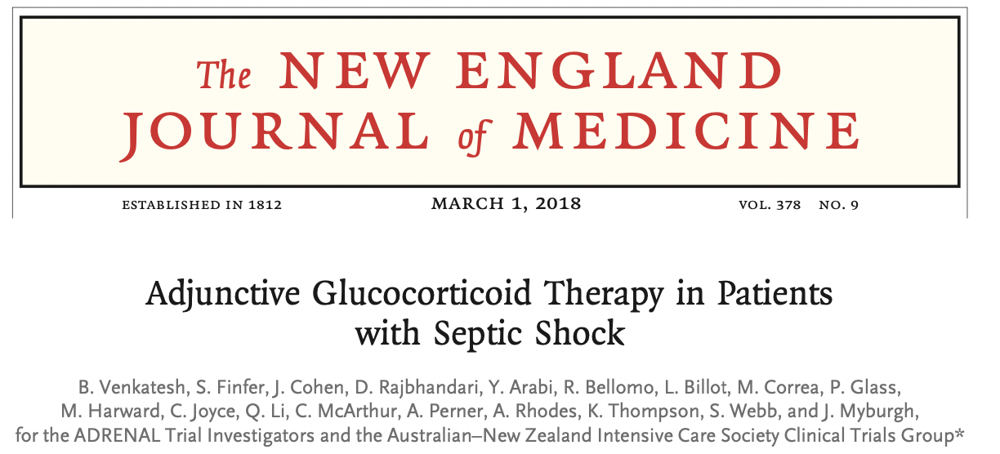 The NEW ENGLAND
JOURNAL of MEDICINE
ESTABLISHED IN 1812 MARCH 1, 2018 VOL. 378 NO. 9
Adjunctive Glucocorticoid Therapy in Patients
with Septic Shock
B. Venkatesh, S. Finfer, J. Cohen, D. Rajbhandari, Y. Arabi, R. Bellomo, L. Billot, M. Correa, P. Glass,
M. Harward, C. Joyce, Q. Li, C. McArthur, A. Perner, A. Rhodes, K. Thompson, S. Webb, and J. Myburgh,
for the ADRENAL Trial Investigators and the Australian–New Zealand Intensive Care Society Clinical Trials Group*